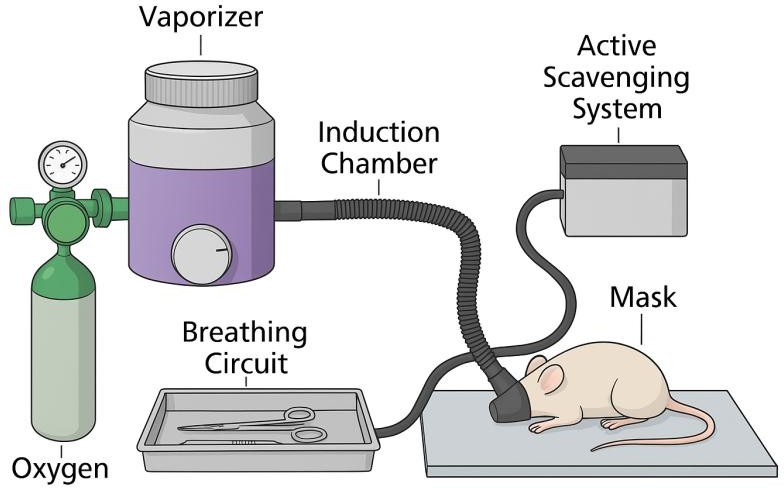 Vaporizer
Active
Scavenging
System
Induction
Chamber
Mask
Breathing
Circuit
Oxygen